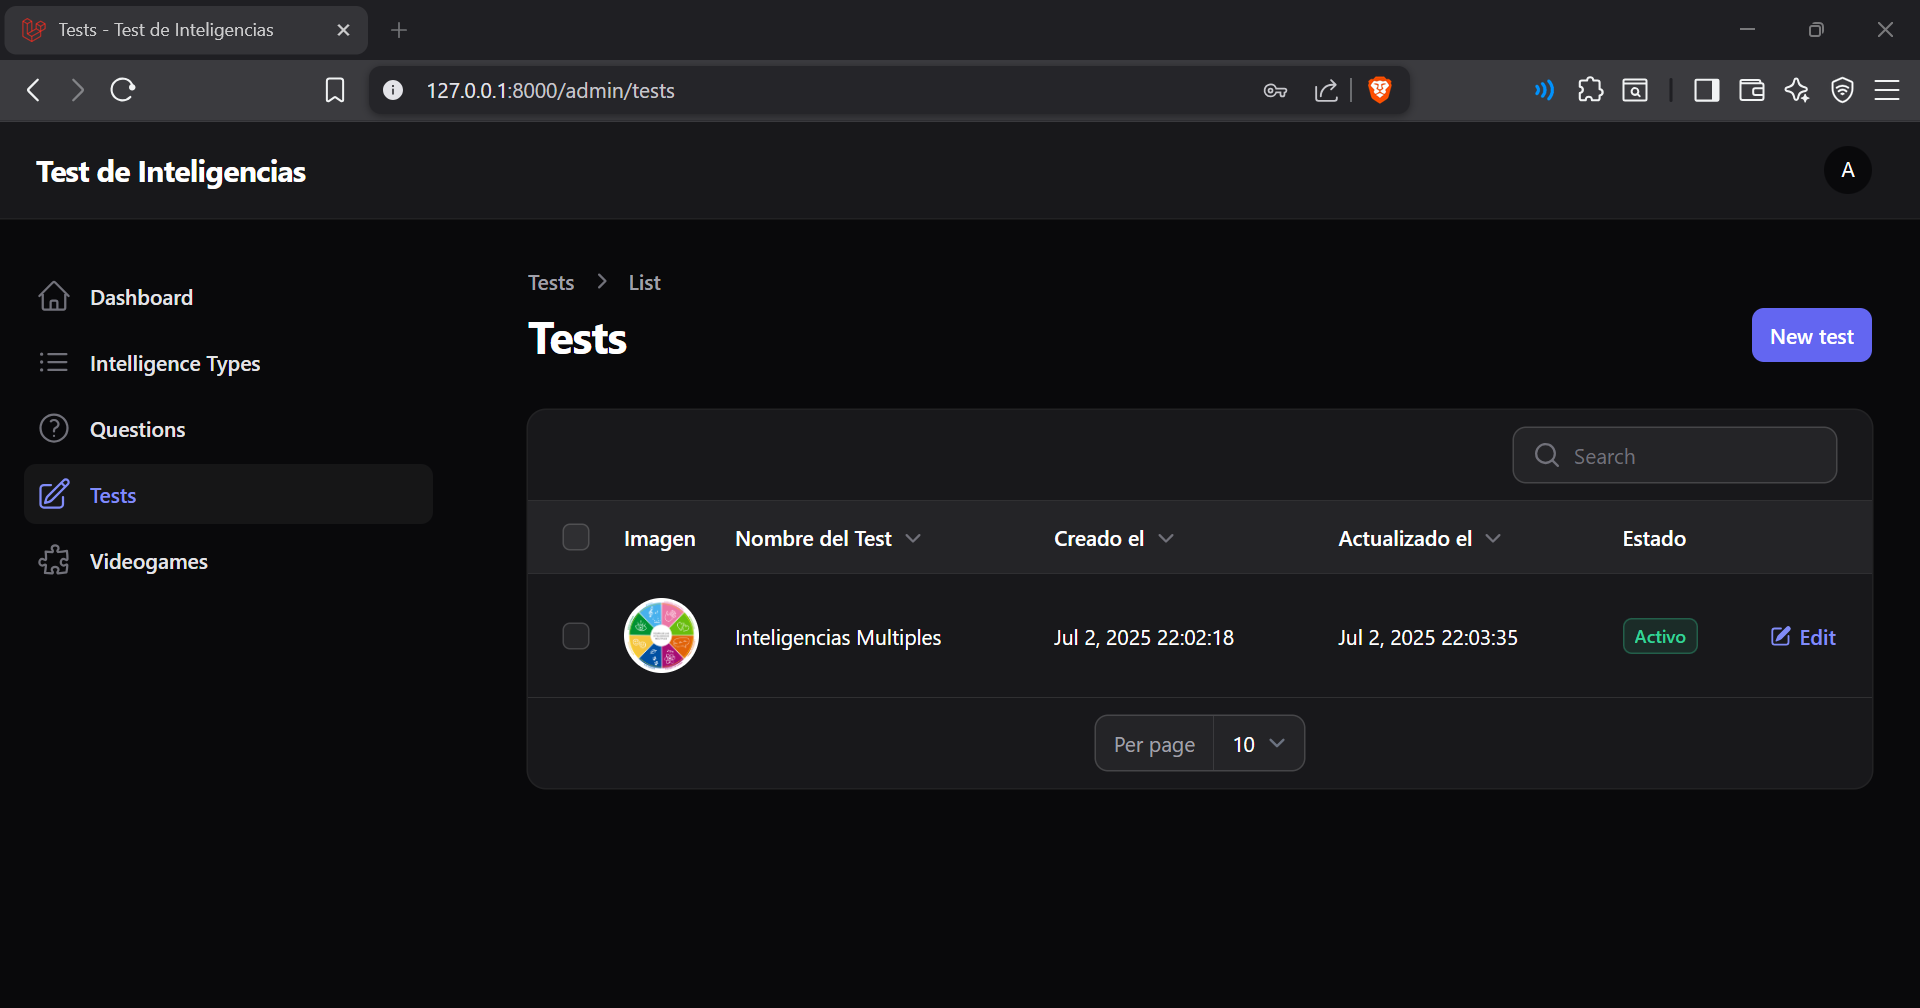 Tests - Test de Inteligencias
127.0.0.1:8000/admin/tests
Test de Inteligencias
A
Dashboard
Intelligence Types
Questions
Tests
Videogames
Tests > List
Tests
New test
Search
Imagen Nombre del Test Creado el Actualizado el Estado
Inteligencias Multiples Jul 2, 2025 22:02:18 Jul 2, 2025 22:03:35 Activo Edit
Per page 10